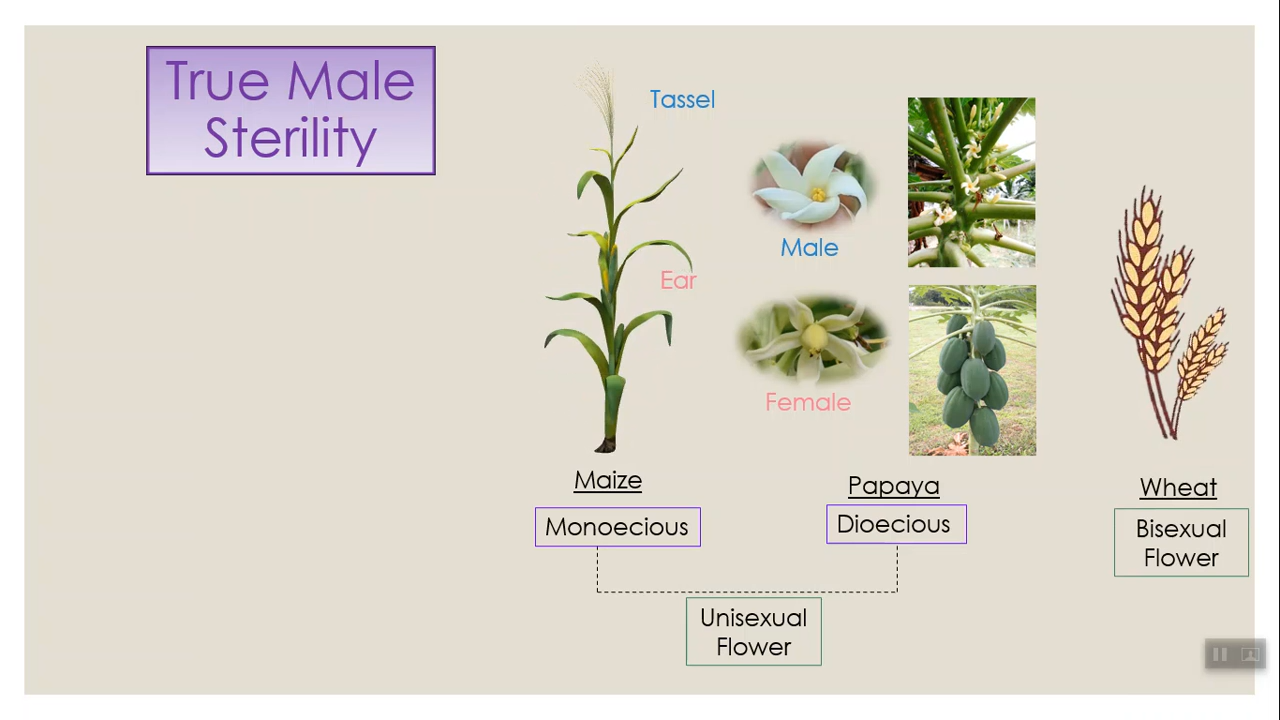 True Male
Sterility
Tassel
Ear
Male
Female
Maize
Monoecious
Papaya
Dioecious
Unisexual
Flower
Wheat
Bisexual
Flower